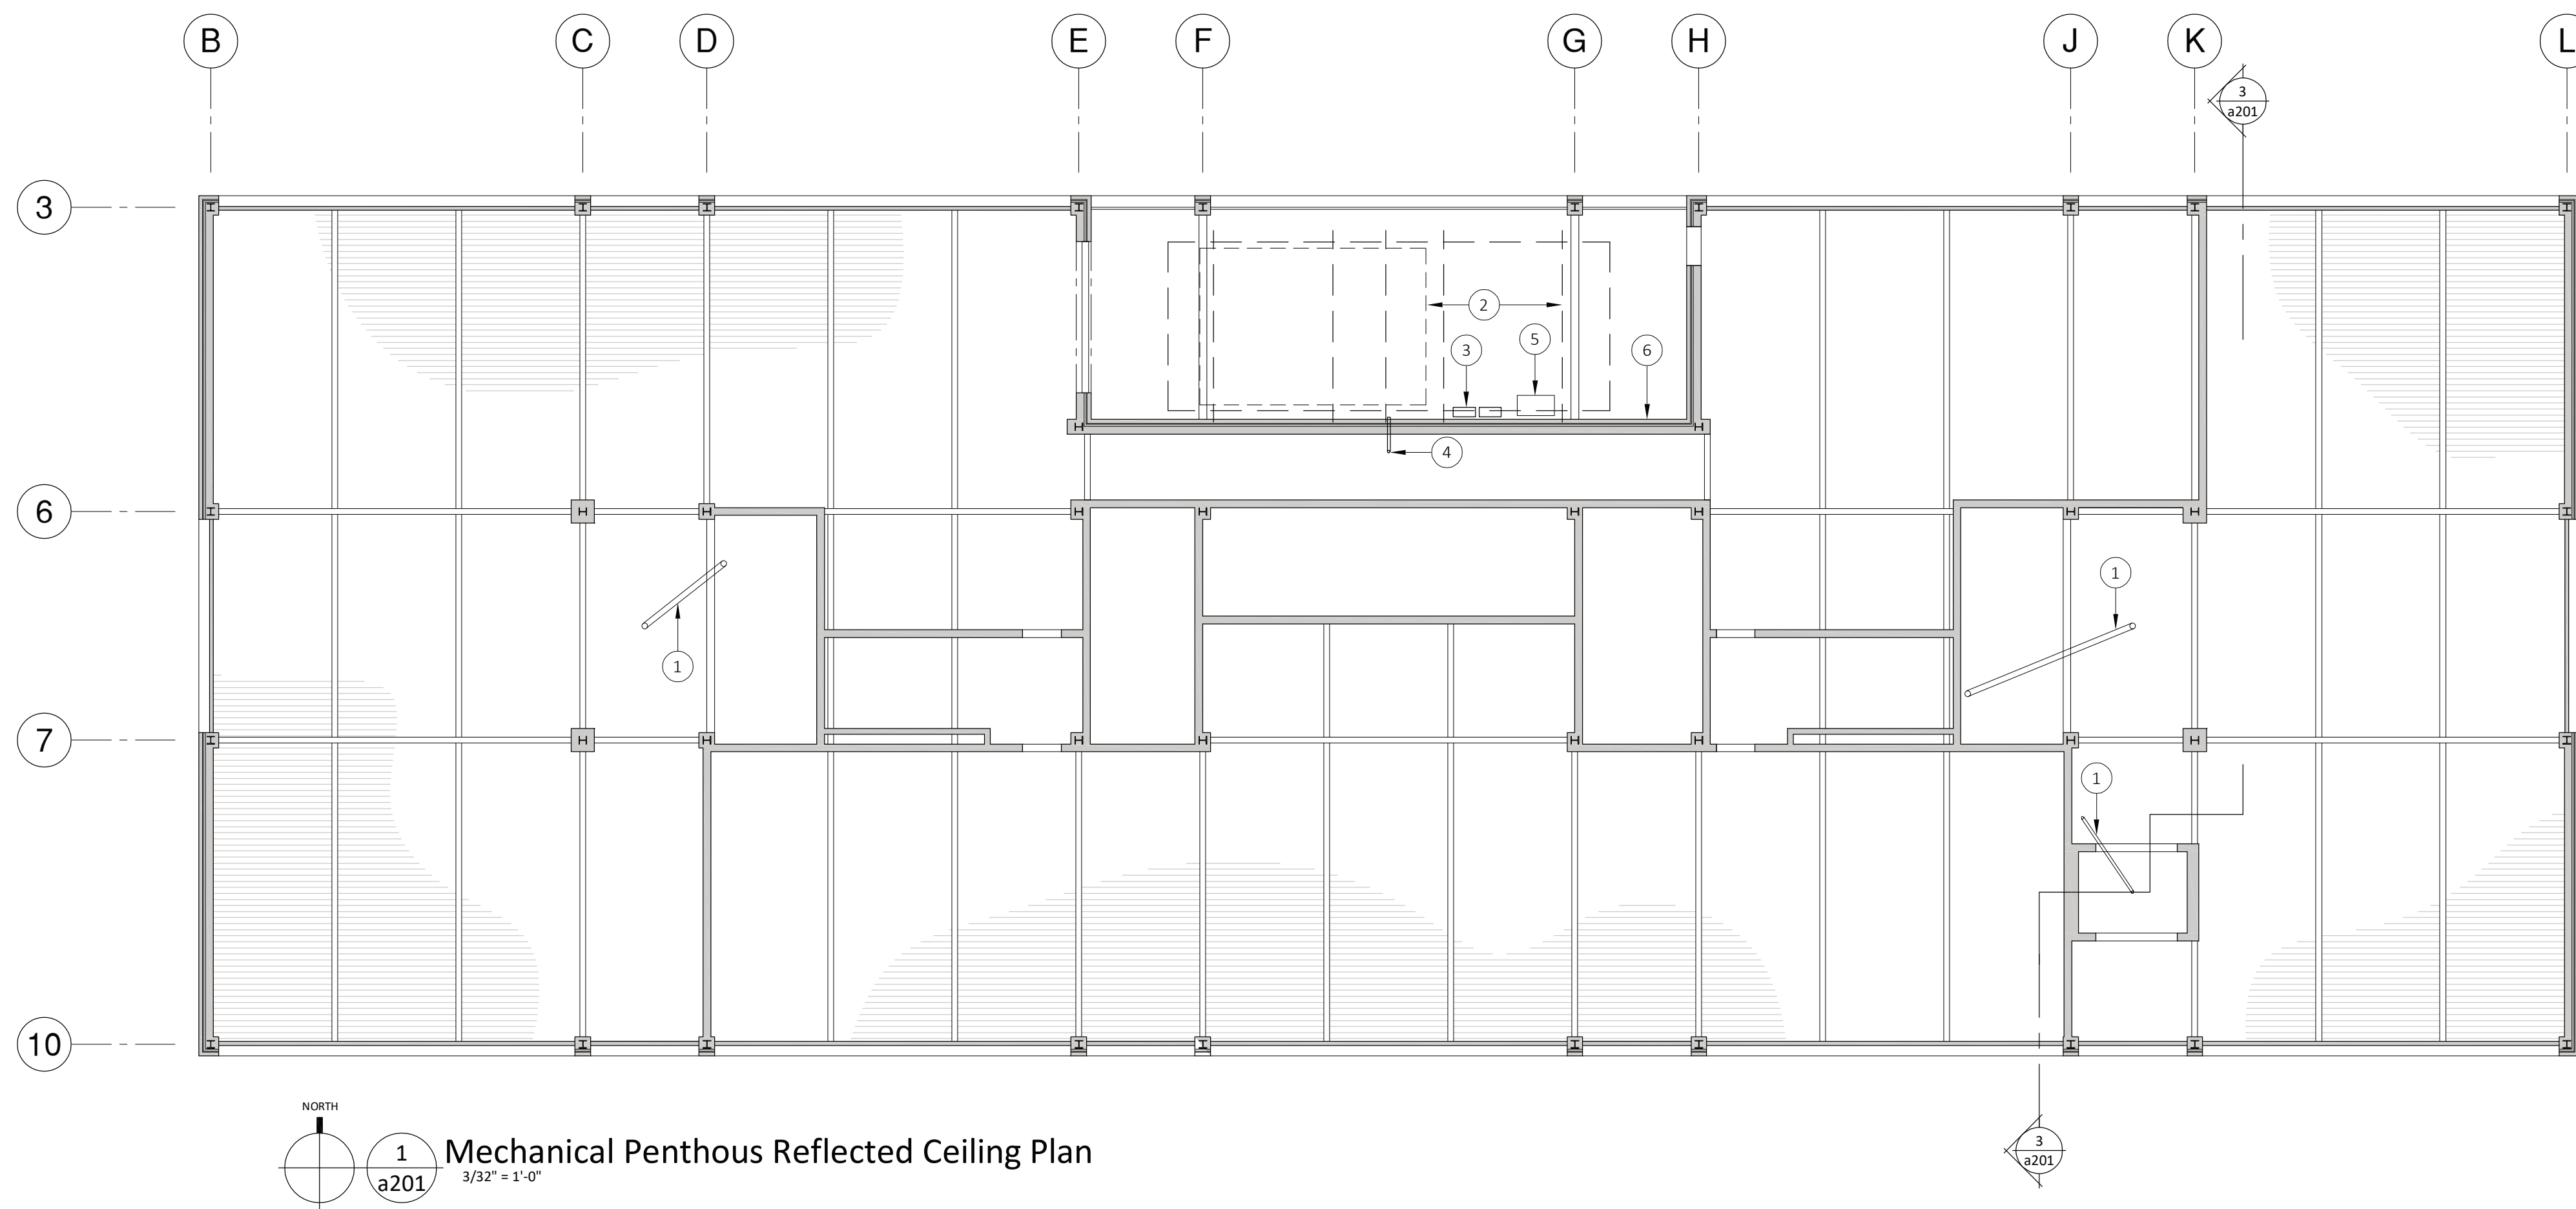 B C D E F G H J K L
3
a201
3
2
3 5 6
4
6
1
1
7
1
10
NORTH
1
a201
Mechanical Penthous Reflected Ceiling Plan
3/32" = 1'-0"
3
a201